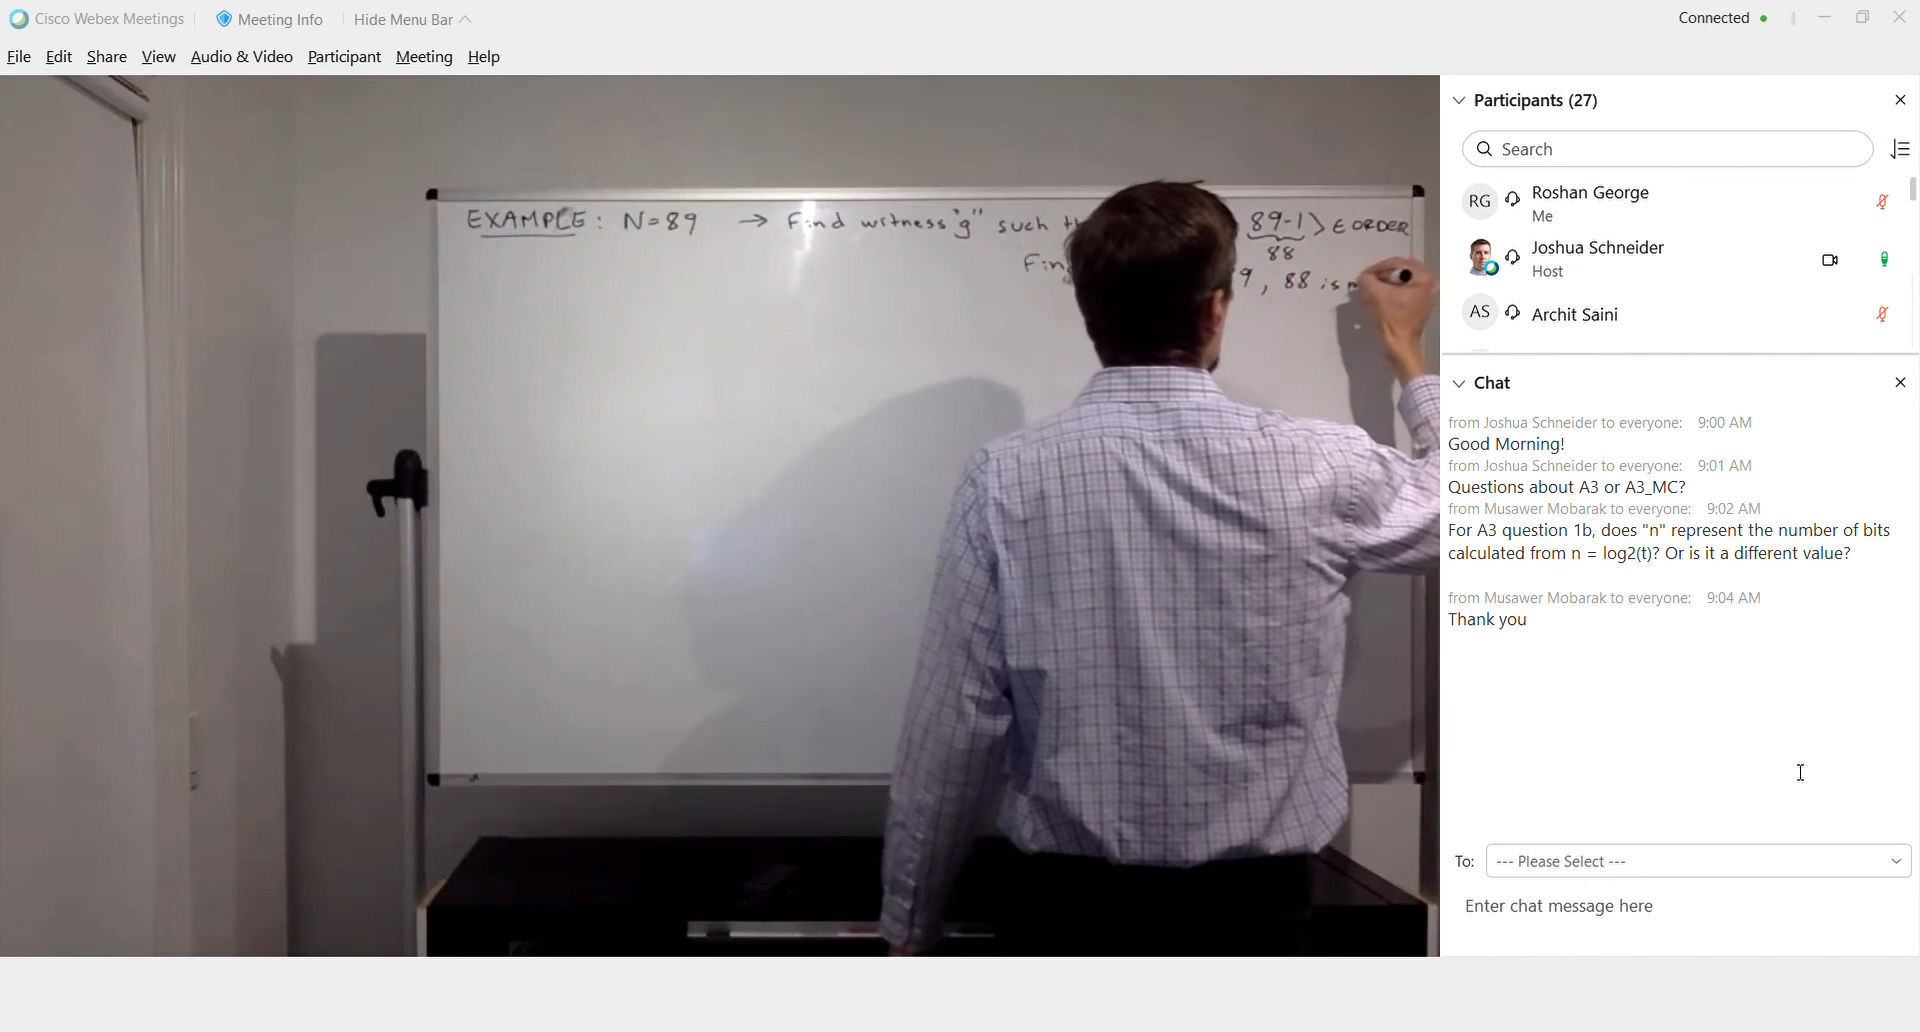 Cisco Webex Meetings
Meeting Info
Hide Menu Bar
Connected
File Edit Share View Audio & Video Participant Meeting Help
EXAMPLE: N=89 → Find witness "g" such 89-1> ∈ ORDER
88
9, 88 is
Participants (27)
Search
RG
Roshan George
Me
Joshua Schneider
Host
AS
Archit Saini
Chat
from Joshua Schneider to everyone: 9:00 AM
Good Morning!
from Joshua Schneider to everyone: 9:01 AM
Questions about A3 or A3_MC?
from Musawer Mobarak to everyone: 9:02 AM
For A3 question 1b, does "n" represent the number of bits
calculated from n = log2(t)? Or is it a different value?
from Musawer Mobarak to everyone: 9:04 AM
Thank you
To: --- Please Select ---
Enter chat message here